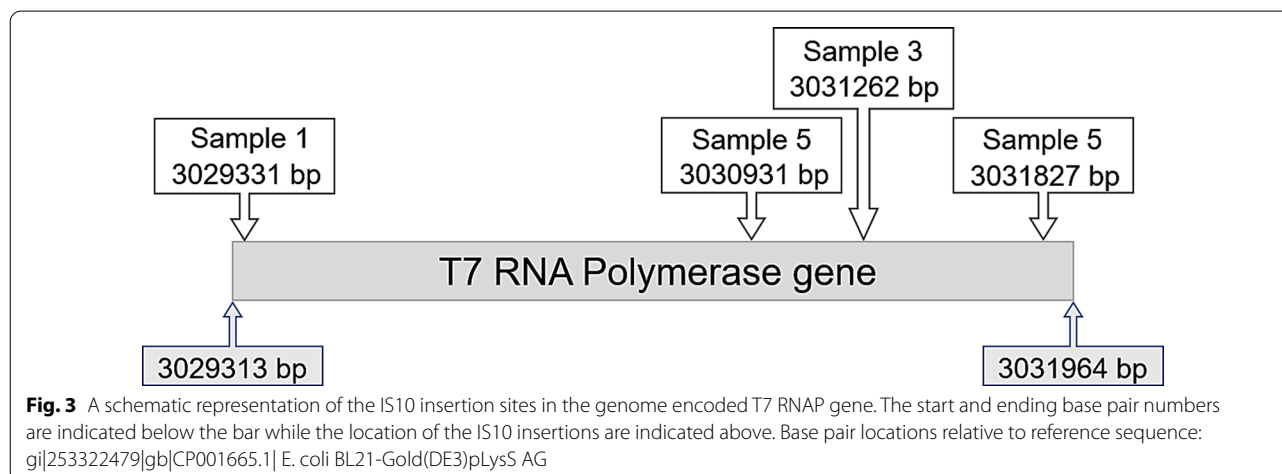 Sample 3
3031262 bp
Sample 1
3029331 bp
Sample 5
3030931 bp
Sample 5
3031827 bp
T7 RNA Polymerase gene
3029313 bp
3031964 bp
Fig. 3 A schematic representation of the IS10 insertion sites in the genome encoded T7 RNAP gene. The start and ending base pair numbers
are indicated below the bar while the location of the IS10 insertions are indicated above. Base pair locations relative to reference sequence:
gi|253322479|gb|CP001665.1| E. coli BL21-Gold(DE3)pLysS AG